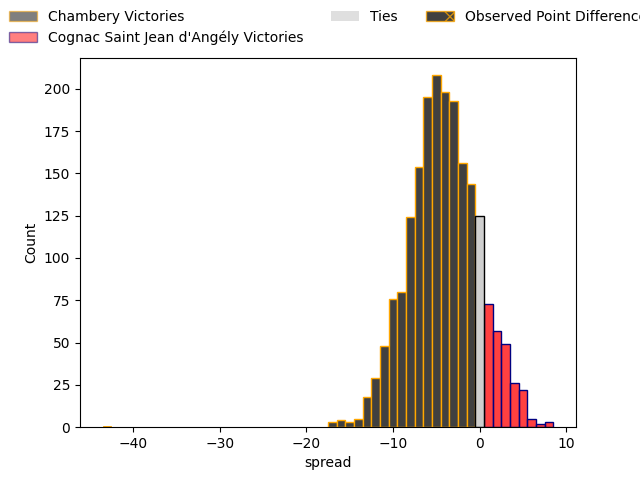 Chambery Victories
Cognac Saint Jean d'Angély Victories
Ties
Observed Point Difference
Count
200
175
150
125
100
75
50
25
0
−40
−30
−20
−10
0
10
spread